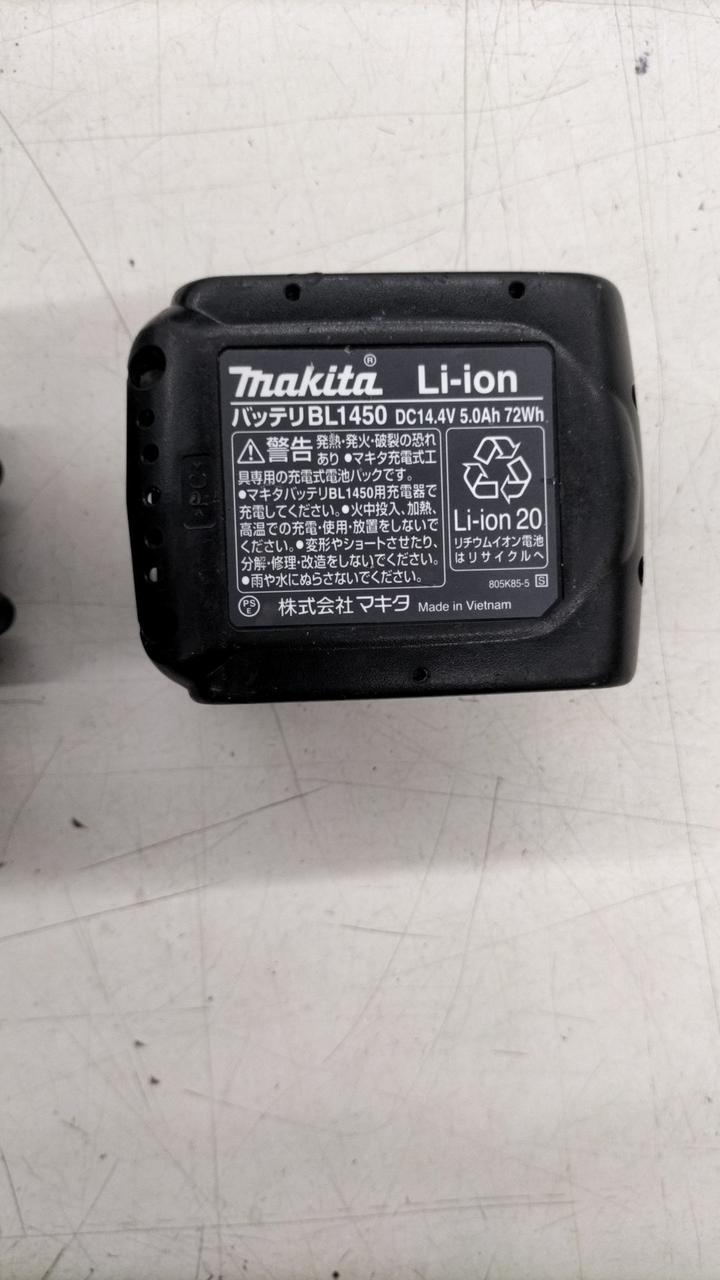 makita® Li-ion
バッテリBL1450 DC14.4V 5.0Ah 72Wh
警告 発熱・発火・破裂の恐れ
あり ●マキタ充電式工
具専用の充電式電池パックです。
●マキタバッテリBL1450用充電器で
充電してください。●火中投入、加熱、
高温での充電・使用・放置をしないで
ください。●変形やショートさせたり、
分解・修理・改造をしないでください。
●雨や水にぬらさないでください。
Li-ion 20
リチウムイオン電池
はリサイクルへ
805K85-5 S
PS
E
株式会社マキタ Made in Vietnam
>PC<